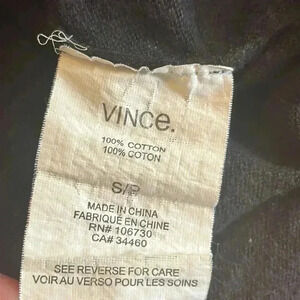 VINCe.
100% COTTON
100% COTON
S/P
MADE IN CHINA
FABRIQUÉ EN CHINE
RN# 106730
CA# 34460
SEE REVERSE FOR CARE
VOIR AU VERSO POUR LES SOINS